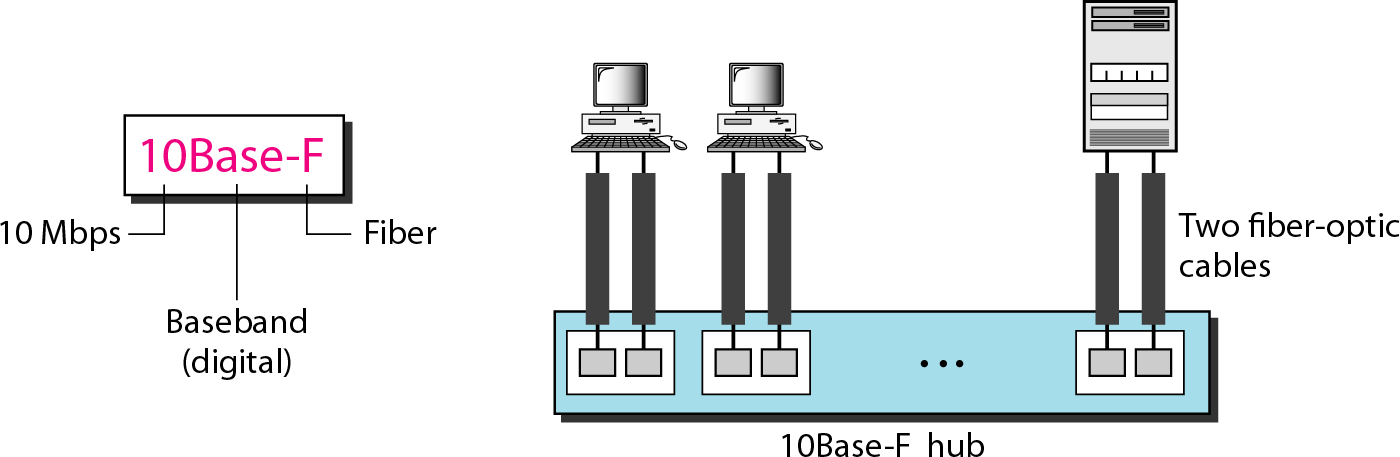 10Base-F
10 Mbps
Fiber
Baseband
(digital)
Two fiber-optic
cables
...
10Base-F hub